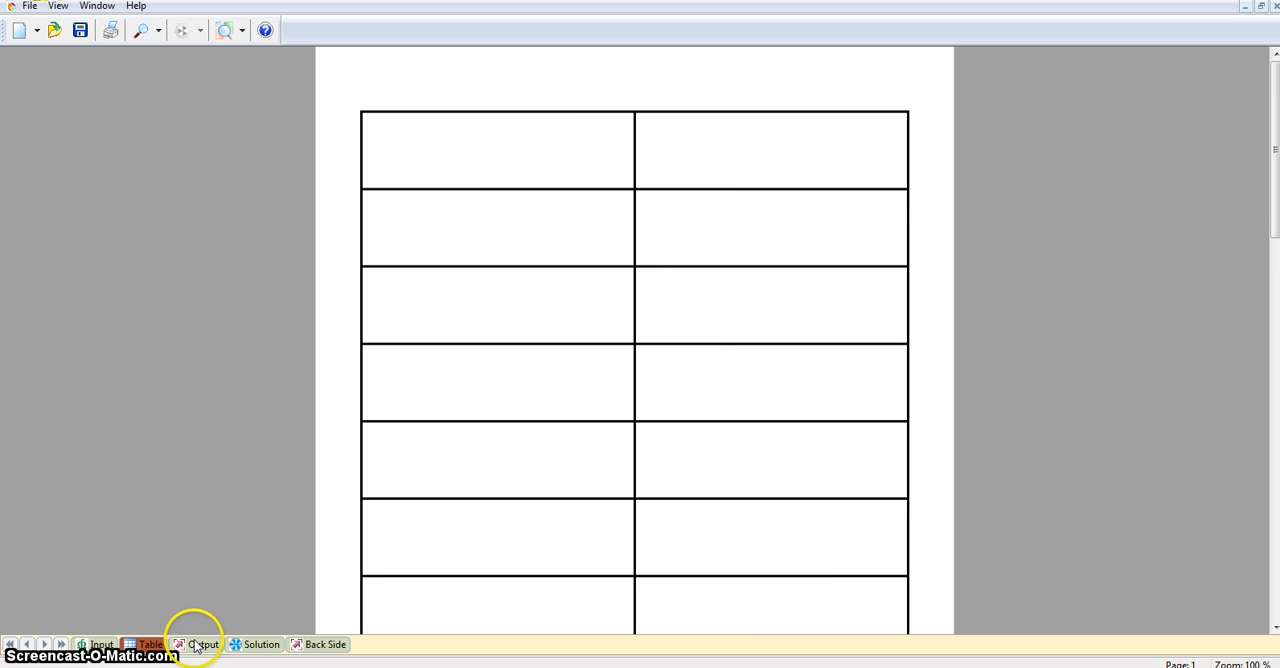 File View Window Help
Input Table Output Solution Back Side
Screencast-O-Matic.com
Page: 1 Zoom: 100 %